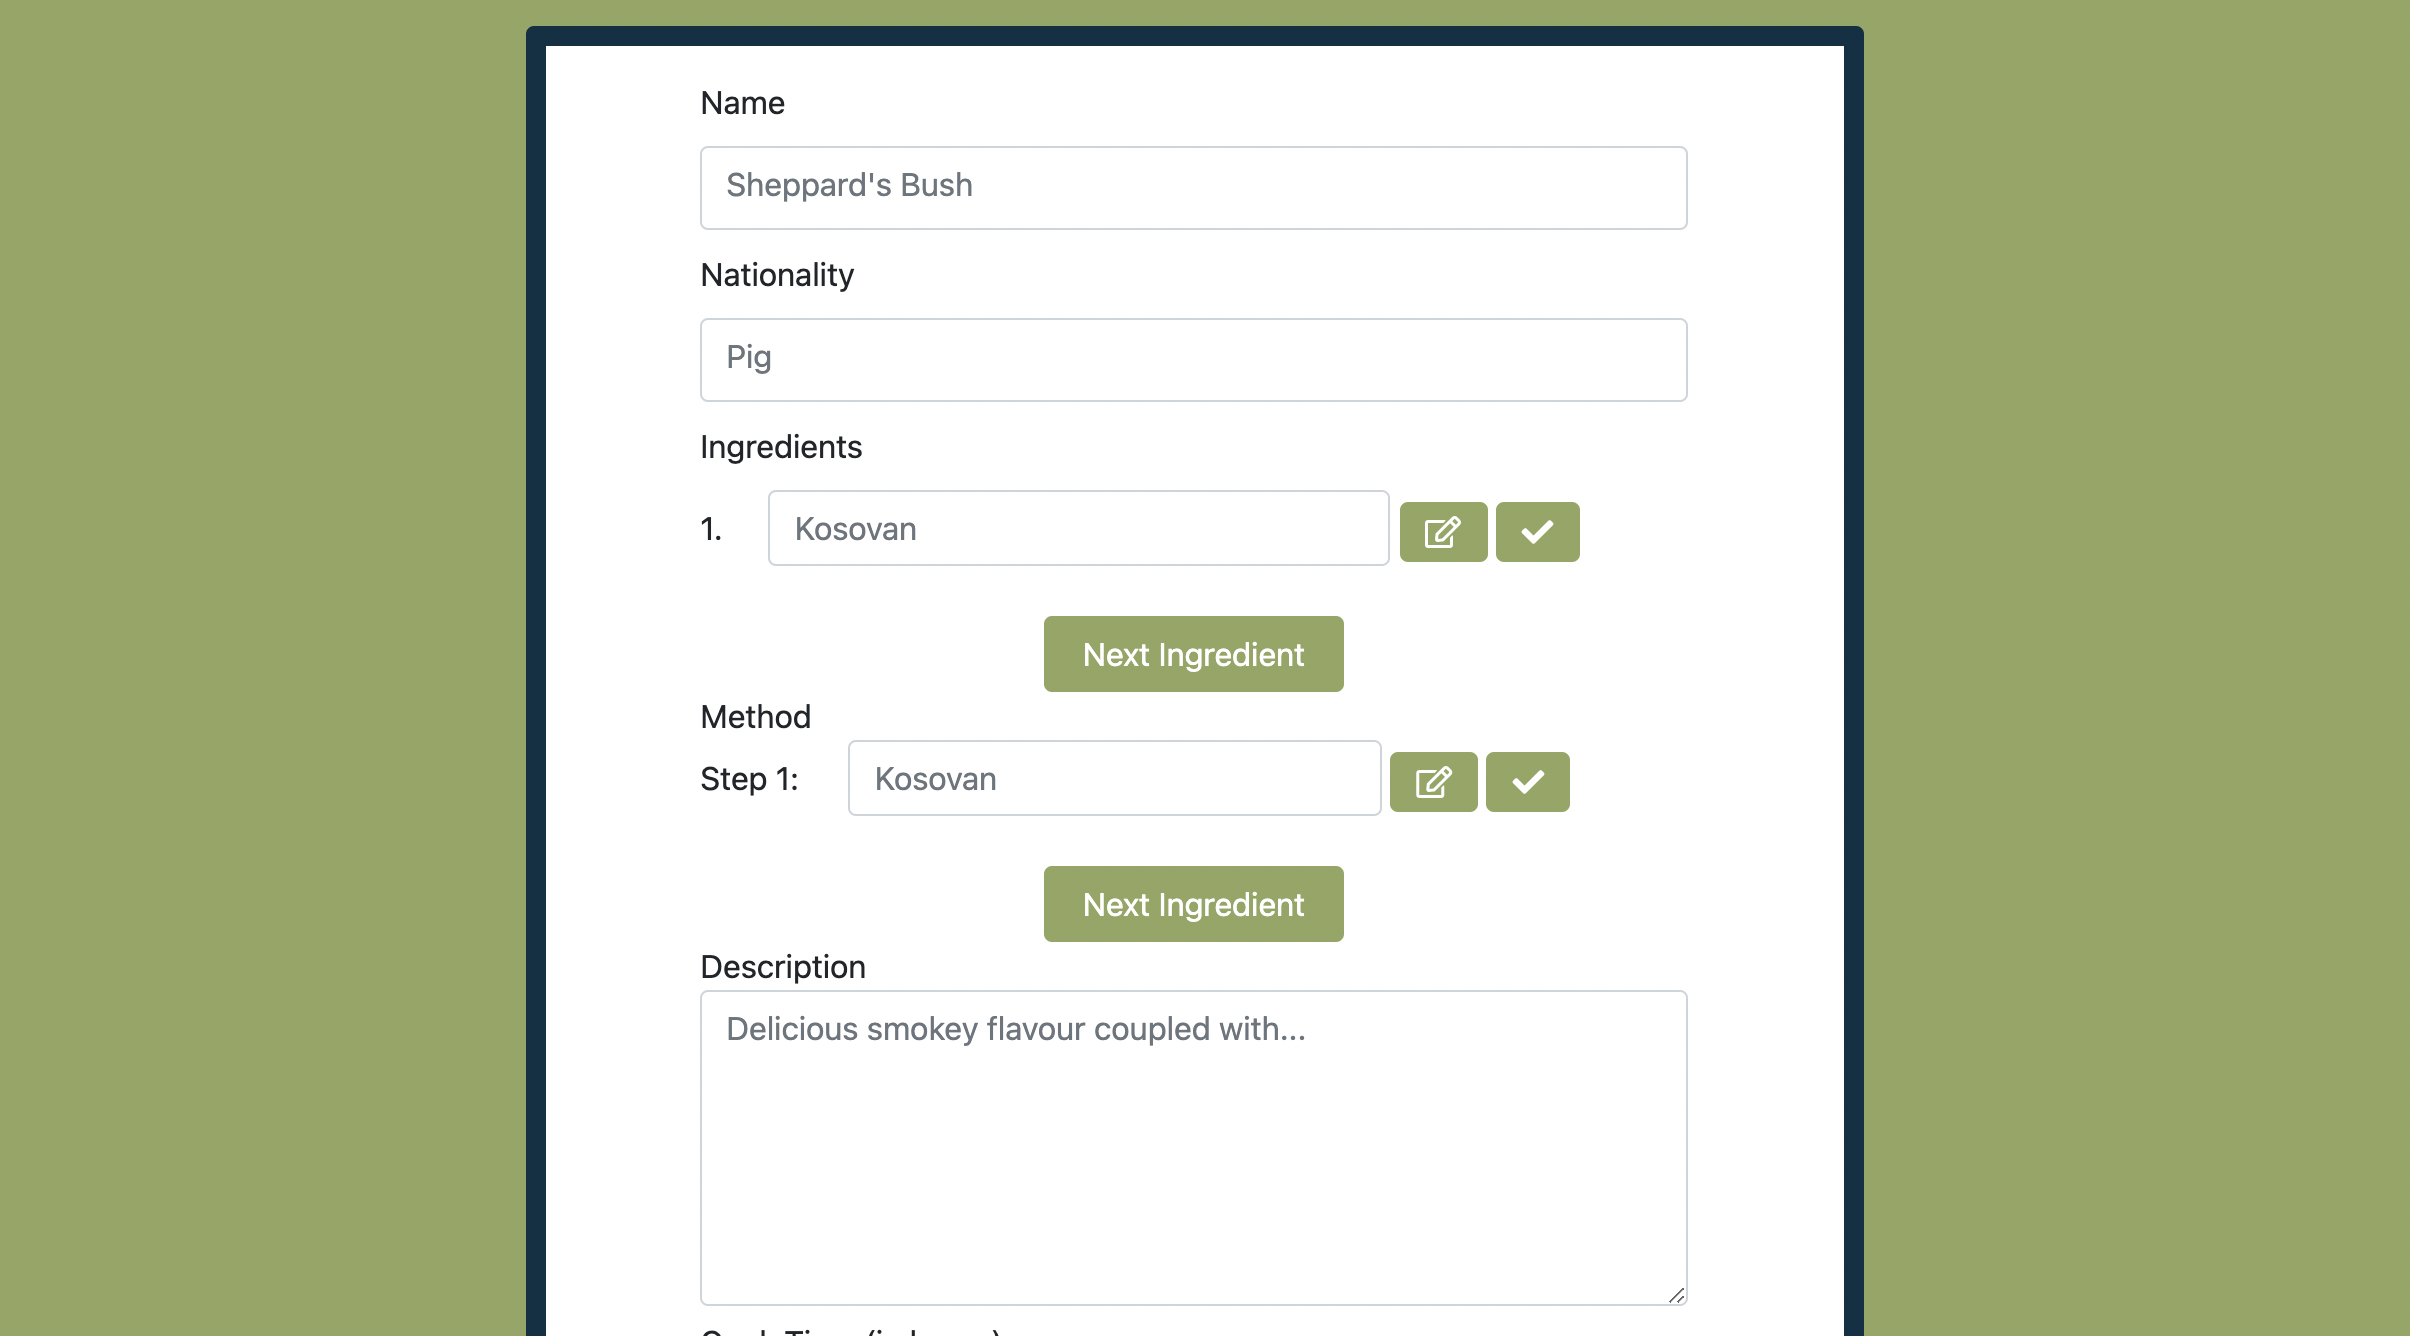 Name
Sheppard's Bush
Nationality
Pig
Ingredients
1. Kosovan
Next Ingredient
Method
Step 1: Kosovan
Next Ingredient
Description
Delicious smokey flavour coupled with...